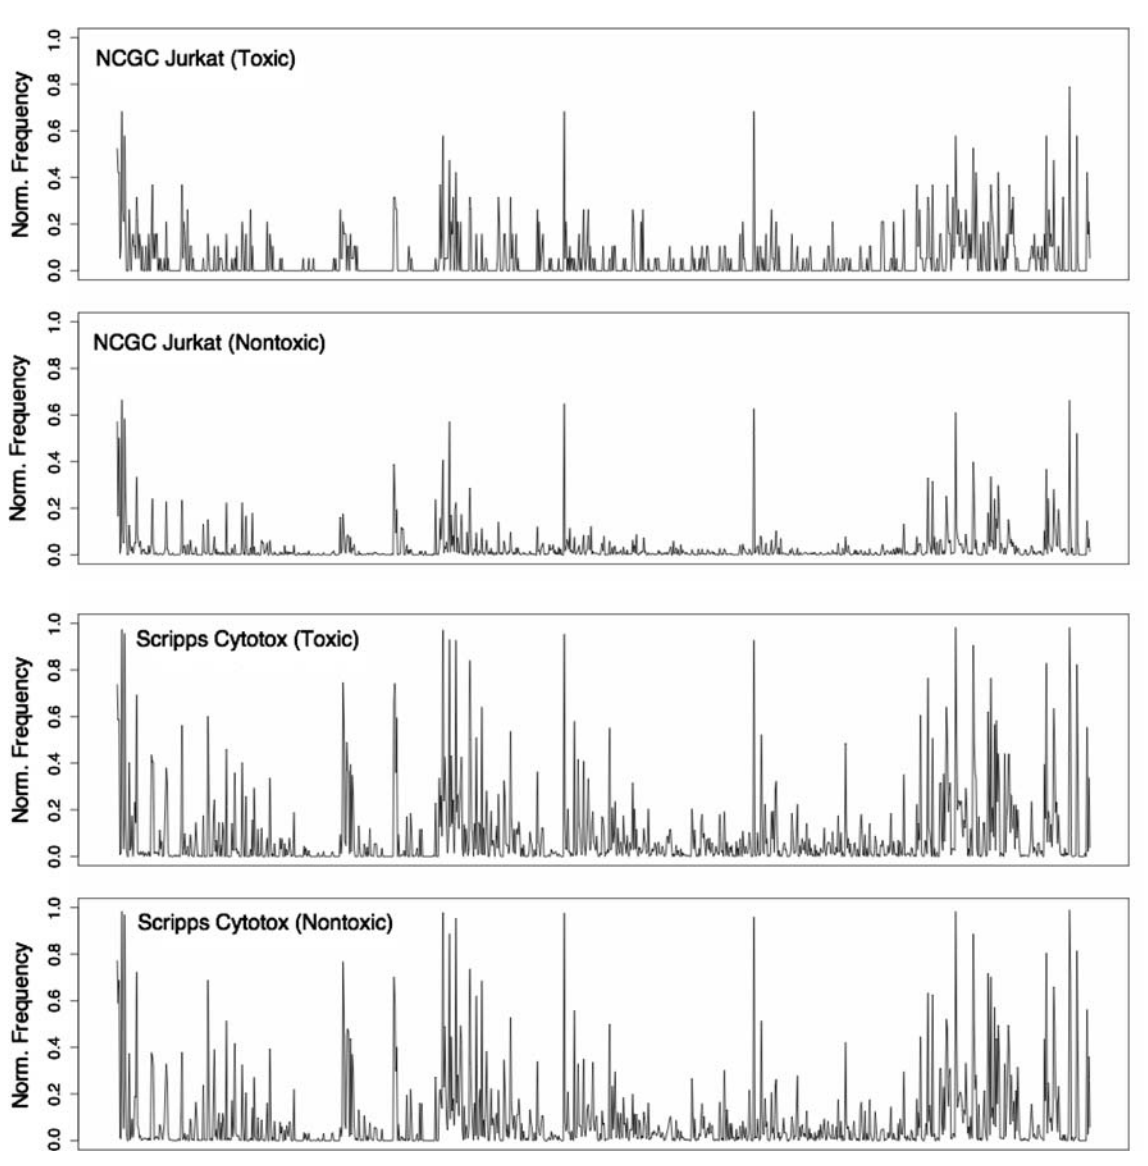 NCGC Jurkat (Toxic)
Norm. Frequency
0.0 0.2 0.4 0.6 0.8 1.0
NCGC Jurkat (Nontoxic)
Norm. Frequency
0.0 0.2 0.4 0.6 0.8 1.0
Scripps Cytotox (Toxic)
Norm. Frequency
0.0 0.2 0.4 0.6 0.8 1.0
Scripps Cytotox (Nontoxic)
Norm. Frequency
0.0 0.2 0.4 0.6 0.8 1.0